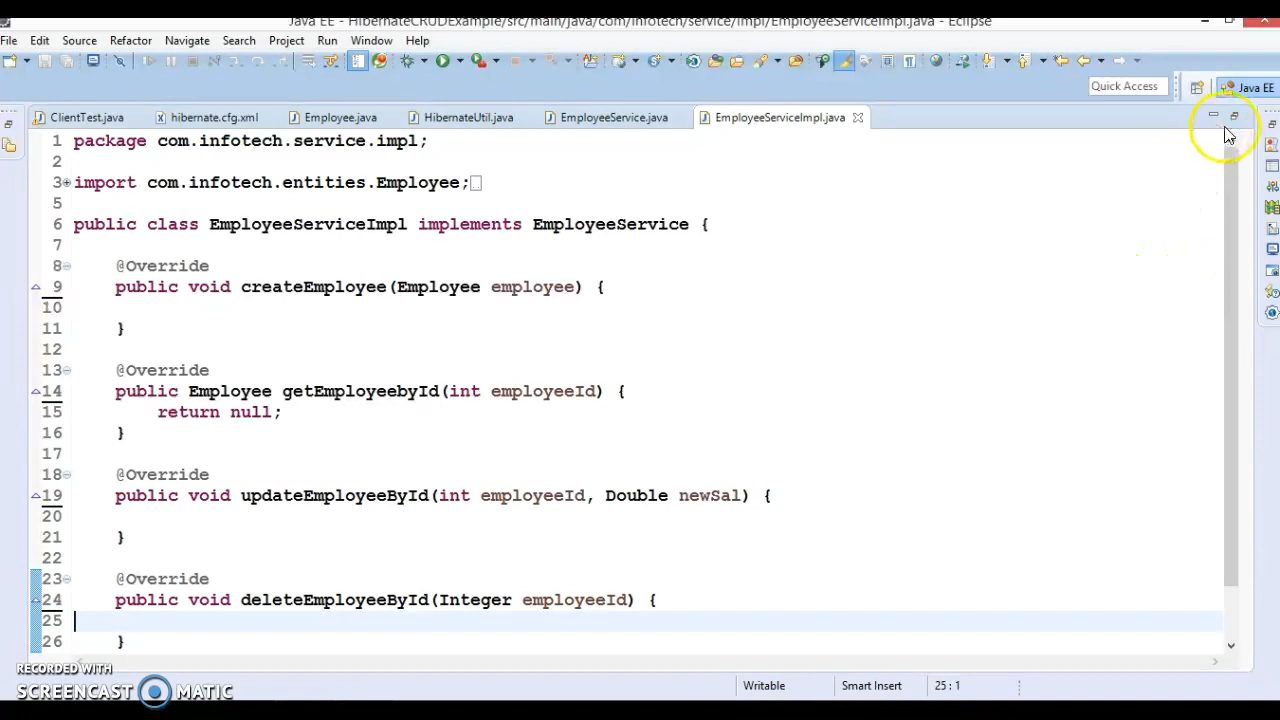 Java EE - HibernateCRUDExample/src/main/java/com/infotech/service/impl/EmployeeServiceImpl.java - Eclipse
File Edit Source Refactor Navigate Search Project Run Window Help
Quick Access
Java EE
ClientTest.java hibernate.cfg.xml Employee.java HibernateUtil.java EmployeeService.java EmployeeServiceImpl.java
1 package com.infotech.service.impl;
2
3 import com.infotech.entities.Employee;
5
6 public class EmployeeServiceImpl implements EmployeeService {
7
8 @Override
9 public void createEmployee(Employee employee) {
10
11 }
12
13 @Override
14 public Employee getEmployeebyId(int employeeId) {
15 return null;
16 }
17
18 @Override
19 public void updateEmployeeById(int employeeId, Double newSal) {
20
21 }
22
23 @Override
24 public void deleteEmployeeById(Integer employeeId) {
25
26 }
RECORDED WITH
SCREENCAST MATIC
Writable Smart Insert 25 : 1